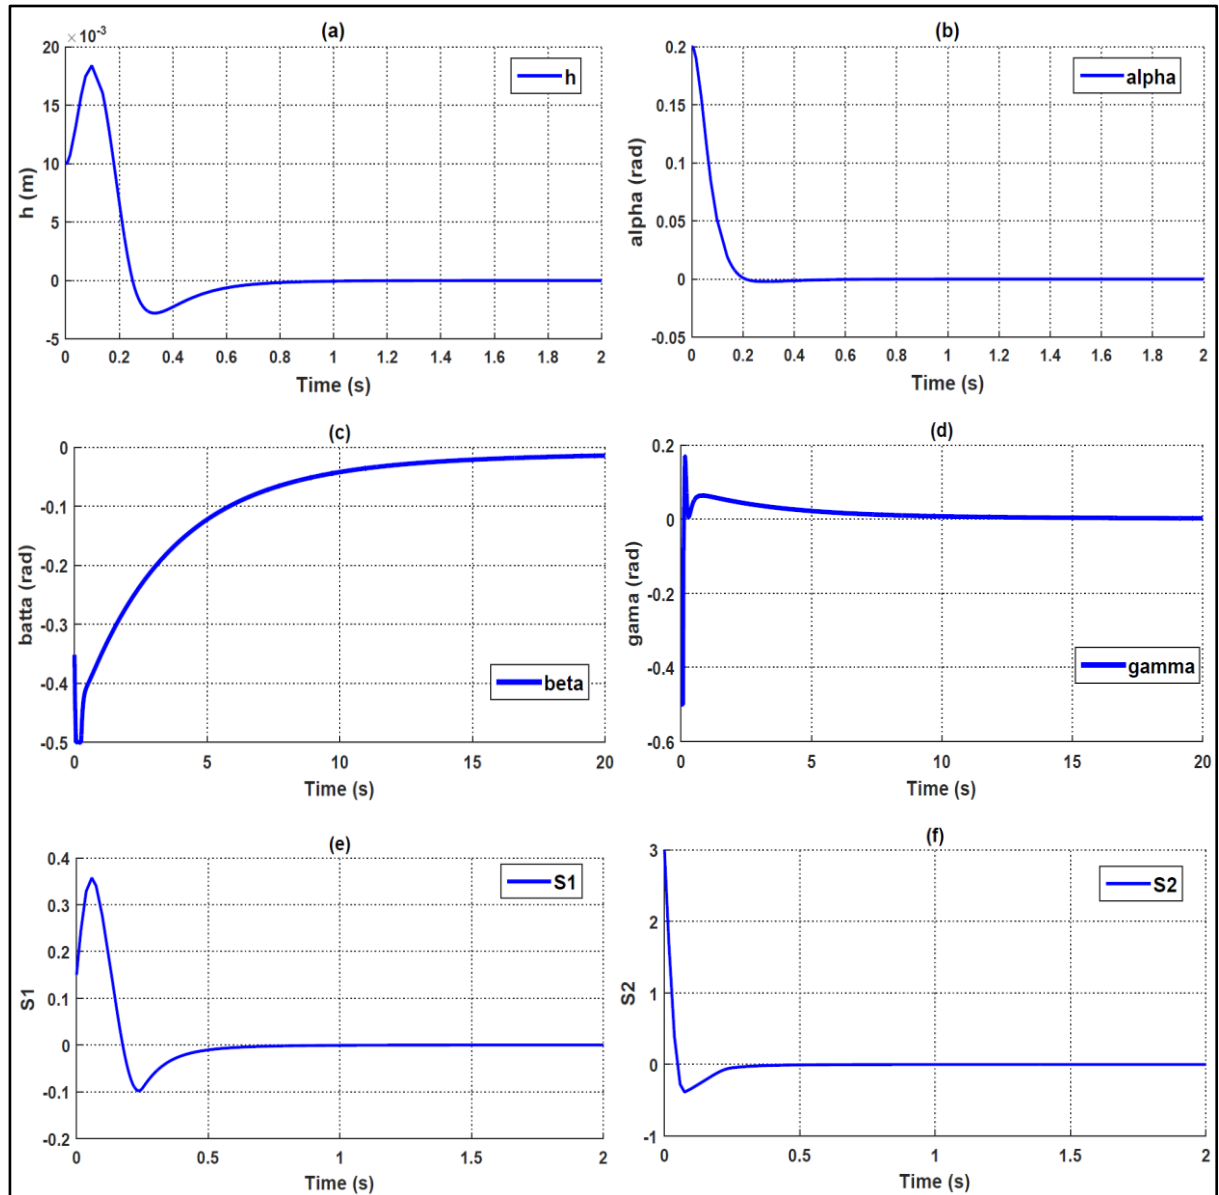 (a)
× 10^-3
20
15
10
5
0
-5
h (m)
h
0 0.2 0.4 0.6 0.8 1 1.2 1.4 1.6 1.8 2
Time (s)
(b)
0.2
0.15
0.1
0.05
0
-0.05
alpha (rad)
alpha
0 0.2 0.4 0.6 0.8 1 1.2 1.4 1.6 1.8 2
Time (s)
(c)
0
-0.1
-0.2
-0.3
-0.4
-0.5
batta (rad)
beta
0 5 10 15 20
Time (s)
(d)
0.2
0
-0.2
-0.4
-0.6
gama (rad)
gamma
0 5 10 15 20
Time (s)
(e)
0.4
0.3
0.2
0.1
0
-0.1
-0.2
S1
S1
0 0.5 1 1.5 2
Time (s)
(f)
3
2
1
0
-1
S2
S2
0 0.5 1 1.5 2
Time (s)